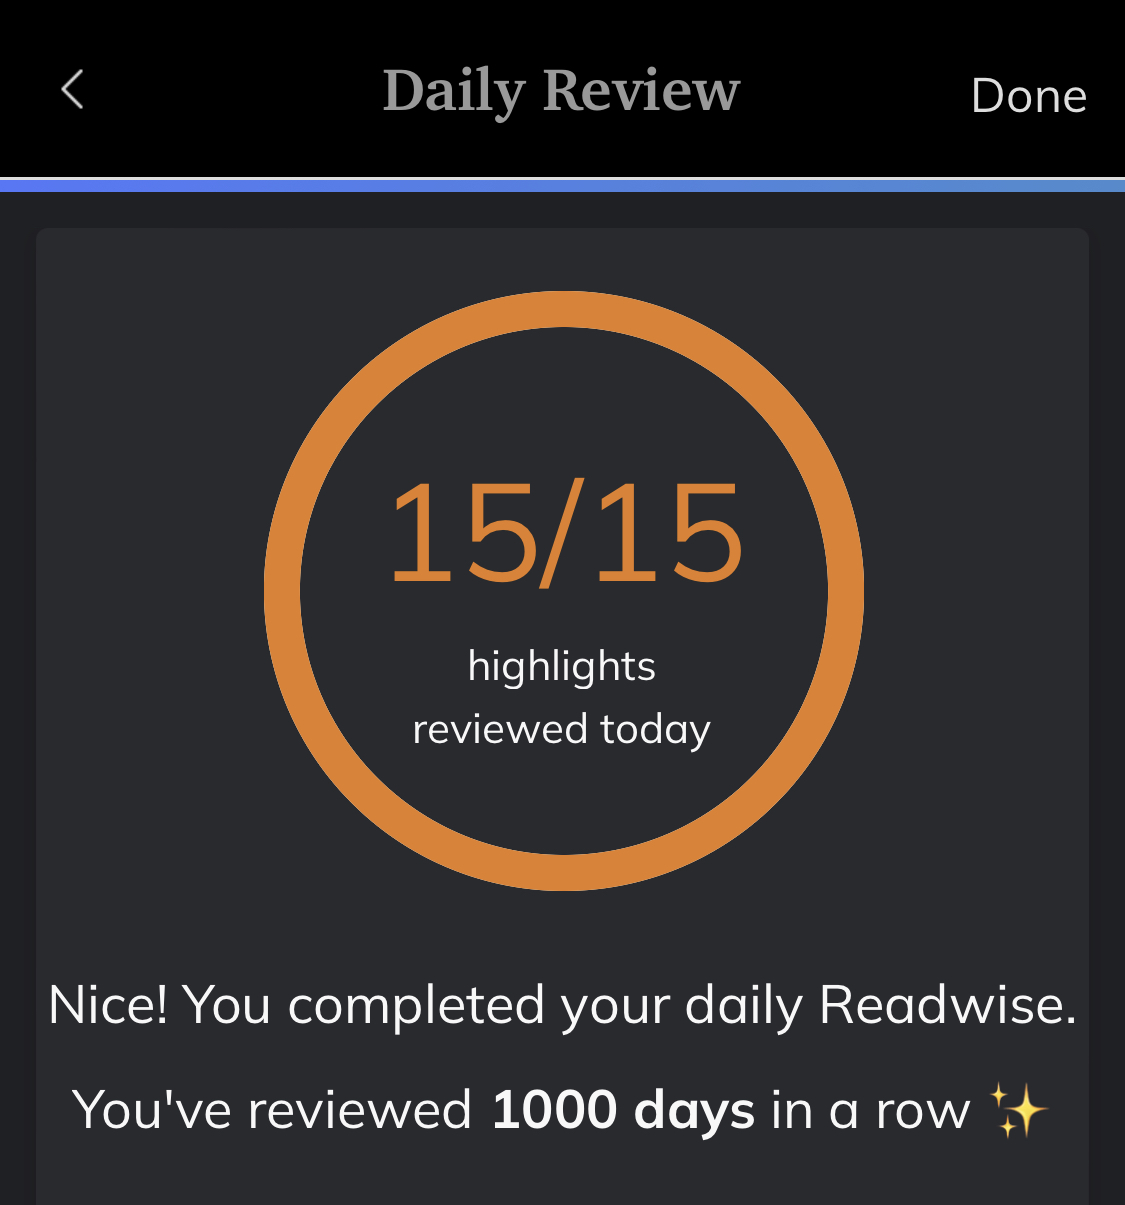 Daily Review
Done
15/15
highlights
reviewed today
Nice! You completed your daily Readwise.
You've reviewed 1000 days in a row ✨